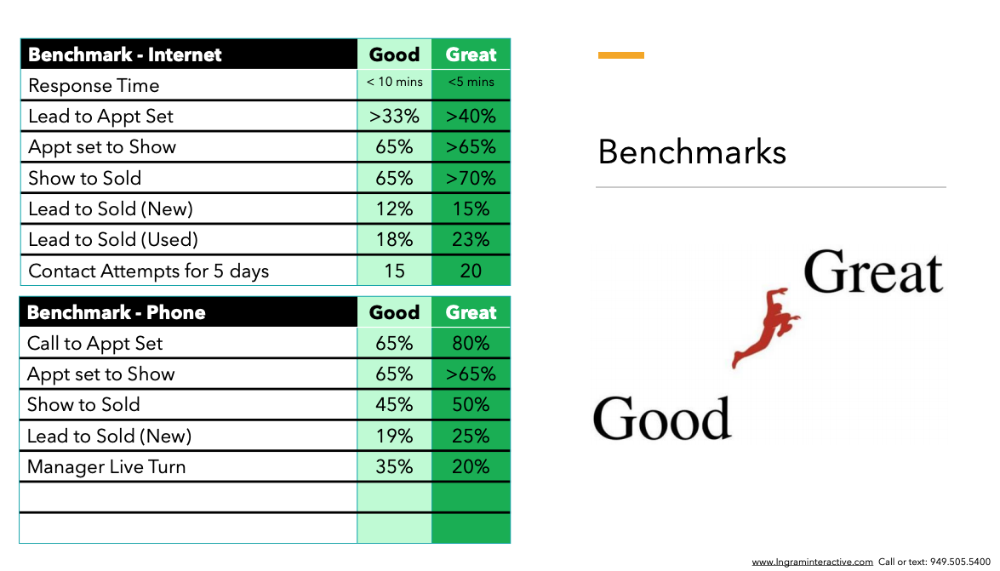 Benchmark - Internet Good Great
Response Time < 10 mins <5 mins
Lead to Appt Set >33% >40%
Appt set to Show 65% >65%
Show to Sold 65% >70%
Lead to Sold (New) 12% 15%
Lead to Sold (Used) 18% 23%
Contact Attempts for 5 days 15 20
Benchmark - Phone Good Great
Call to Appt Set 65% 80%
Appt set to Show 65% >65%
Show to Sold 45% 50%
Lead to Sold (New) 19% 25%
Manager Live Turn 35% 20%
Benchmarks
Great
Good
www.Ingraminteractive.com Call or text: 949.505.5400